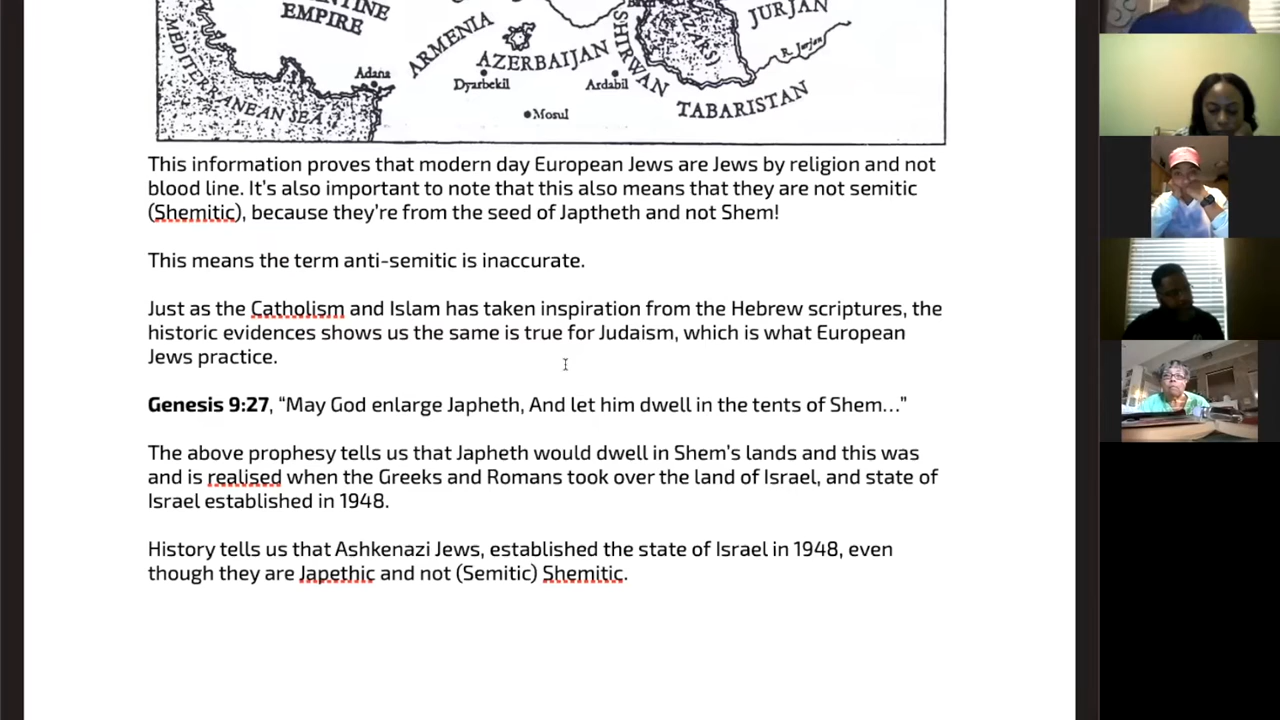 NTINE
EMPIRE
ARMENIA
AZERBAIJAN
SHIRWAN
JURJAN
R. Jurjan
MEDITERRANEAN SEA
Adana
Dyarbekil
Ardabil
TABARISTAN
Mosul
This information proves that modern day European Jews are Jews by religion and not
blood line. It's also important to note that this also means that they are not semitic
(Shemitic), because they're from the seed of Japtheth and not Shem!
This means the term anti-semitic is inaccurate.
Just as the Catholism and Islam has taken inspiration from the Hebrew scriptures, the
historic evidences shows us the same is true for Judaism, which is what European
Jews practice.
Genesis 9:27, “May God enlarge Japheth, And let him dwell in the tents of Shem…”
The above prophesy tells us that Japheth would dwell in Shem's lands and this was
and is realised when the Greeks and Romans took over the land of Israel, and state of
Israel established in 1948.
History tells us that Ashkenazi Jews, established the state of Israel in 1948, even
though they are Japethic and not (Semitic) Shemitic.